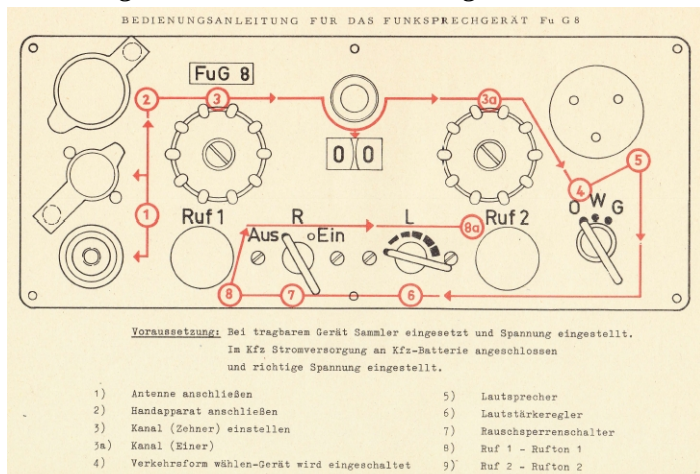 BEDIENUNGSANLEITUNG FÜR DAS FUNKSPRECHGERÄT Fu G 8
FuG 8
2
3
3a
0 0
5
4
1
Ruf 1
R
L
8a
Ruf 2
O W G
Aus
Ein
8
7
6
Voraussetzung: Bei tragbarem Gerät Sammler eingesetzt und Spannung eingestellt.
Im Kfz Stromversorgung an Kfz-Batterie angeschlossen
und richtige Spannung eingestellt.
1) Antenne anschließen
2) Handapparat anschließen
3) Kanal (Zehner) einstellen
3a) Kanal (Einer)
4) Verkehrsform wählen-Gerät wird eingeschaltet
5) Lautsprecher
6) Lautstärkeregler
7) Rauschsperrenschalter
8) Ruf 1 - Rufton 1
9) Ruf 2 - Rufton 2